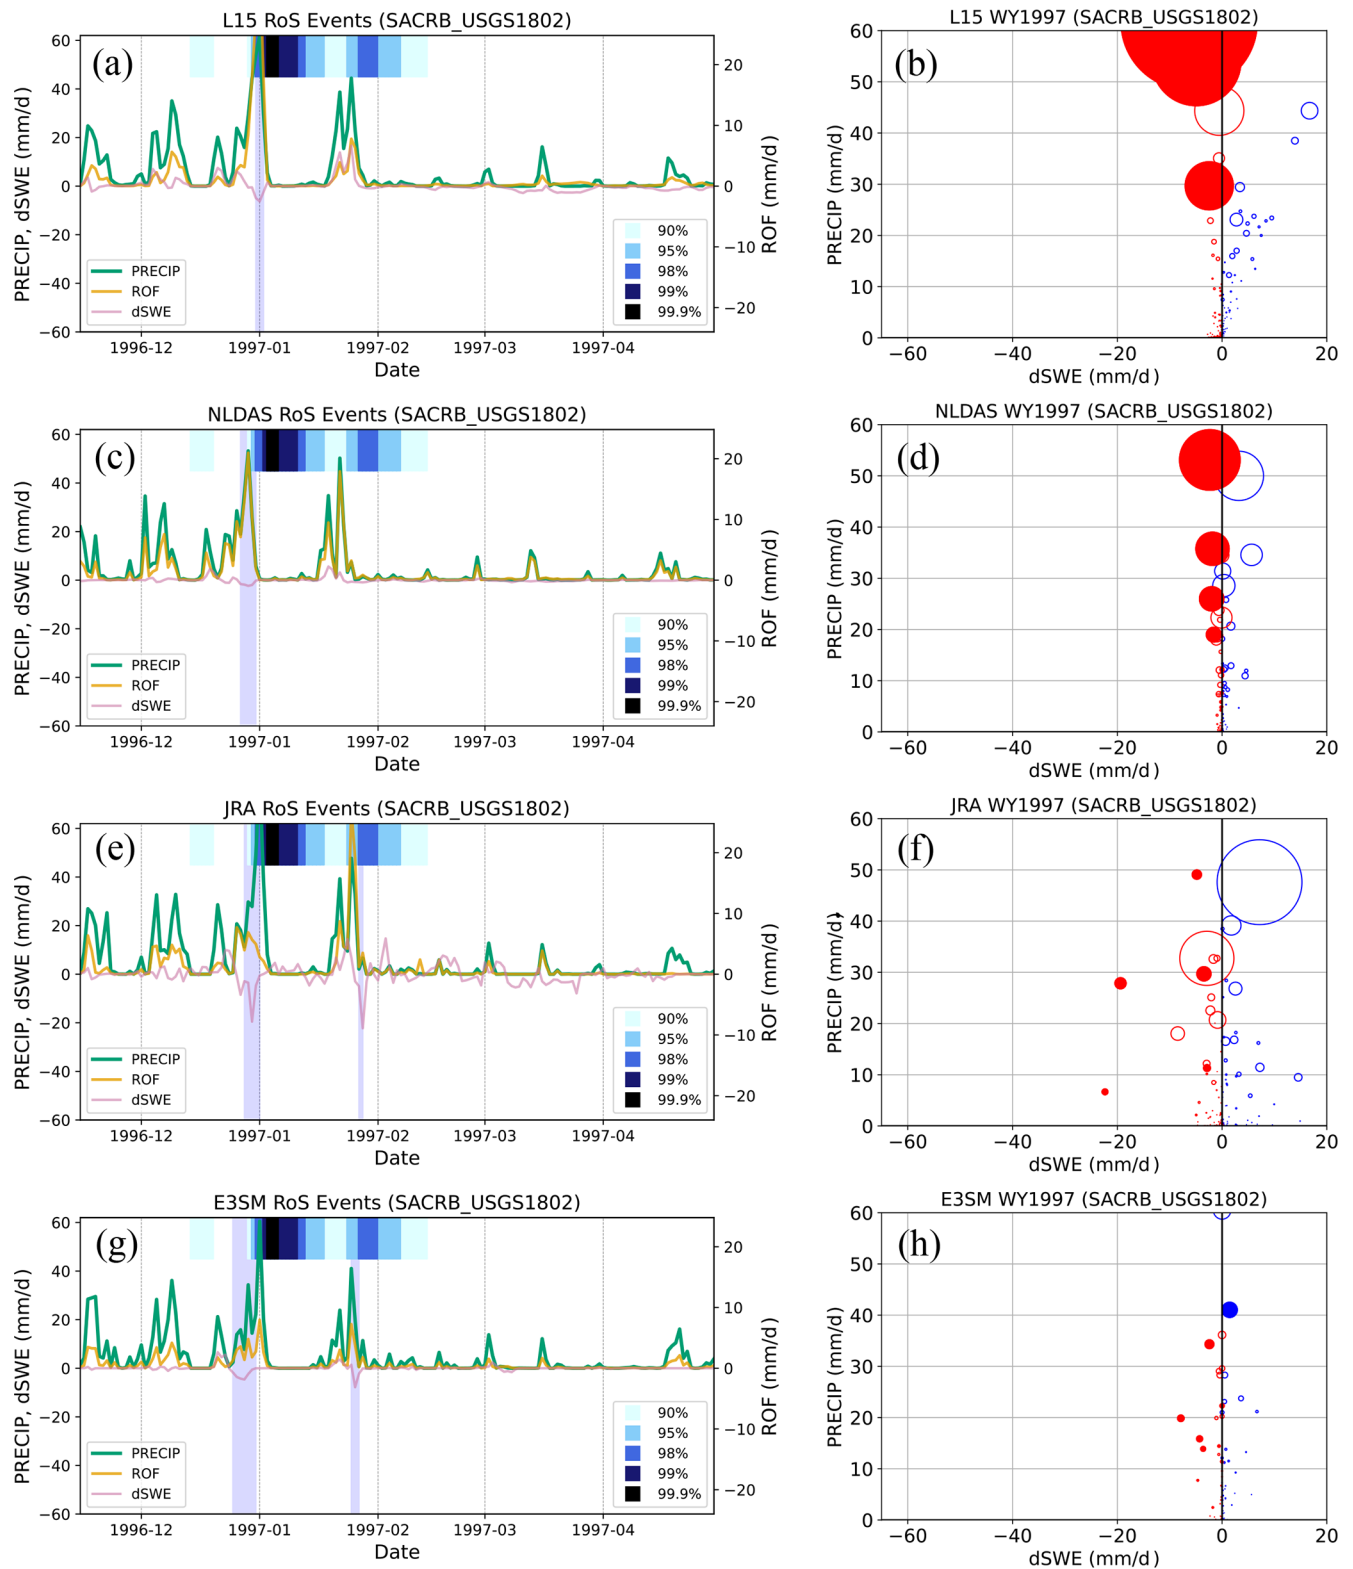 L15 RoS Events (SACRB_USGS1802)
(a)
60
40
20
0
−20
−40
−60
PRECIP, dSWE (mm/d)
20
10
0
−10
−20
ROF (mm/d)
PRECIP
ROF
dSWE
90%
95%
98%
99%
99.9%
1996-12
1997-01
1997-02
1997-03
1997-04
Date
L15 WY1997 (SACRB_USGS1802)
(b)
60
50
40
30
20
10
0
PRECIP (mm/d)
−60
−40
−20
0
20
dSWE (mm/d)
NLDAS RoS Events (SACRB_USGS1802)
(c)
60
40
20
0
−20
−40
−60
PRECIP, dSWE (mm/d)
20
10
0
−10
−20
ROF (mm/d)
PRECIP
ROF
dSWE
90%
95%
98%
99%
99.9%
1996-12
1997-01
1997-02
1997-03
1997-04
Date
NLDAS WY1997 (SACRB_USGS1802)
(d)
60
50
40
30
20
10
0
PRECIP (mm/d)
−60
−40
−20
0
20
dSWE (mm/d)
JRA RoS Events (SACRB_USGS1802)
(e)
60
40
20
0
−20
−40
−60
PRECIP, dSWE (mm/d)
20
10
0
−10
−20
ROF (mm/d)
PRECIP
ROF
dSWE
90%
95%
98%
99%
99.9%
1996-12
1997-01
1997-02
1997-03
1997-04
Date
JRA WY1997 (SACRB_USGS1802)
(f)
60
50
40
30
20
10
0
PRECIP (mm/d)
−60
−40
−20
0
20
dSWE (mm/d)
E3SM RoS Events (SACRB_USGS1802)
(g)
60
40
20
0
−20
−40
−60
PRECIP, dSWE (mm/d)
20
10
0
−10
−20
ROF (mm/d)
PRECIP
ROF
dSWE
90%
95%
98%
99%
99.9%
1996-12
1997-01
1997-02
1997-03
1997-04
Date
E3SM WY1997 (SACRB_USGS1802)
(h)
60
50
40
30
20
10
0
PRECIP (mm/d)
−60
−40
−20
0
20
dSWE (mm/d)